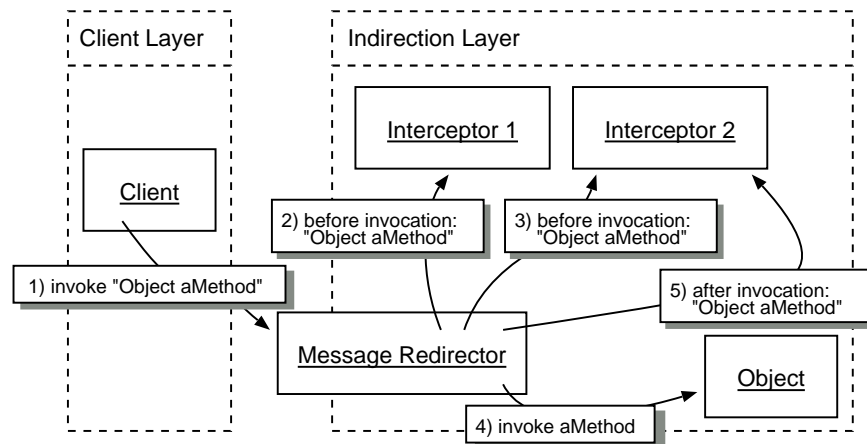 Client Layer
Indirection Layer
Interceptor 1
Interceptor 2
Client
2) before invocation:
"Object aMethod"
3) before invocation:
"Object aMethod"
1) invoke "Object aMethod"
5) after invocation:
"Object aMethod"
Message Redirector
Object
4) invoke aMethod